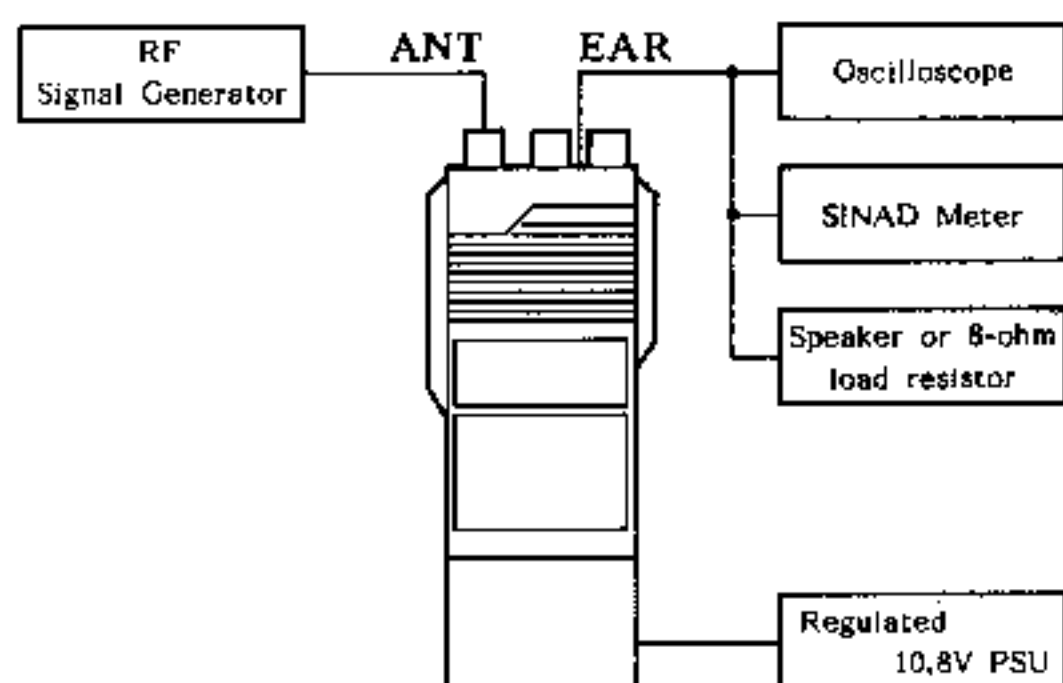 RF
Signal Generator
ANT
EAR
Oscilloscope
SINAD Meter
Speaker or 8-ohm
load resistor
Regulated
10,8V PSU